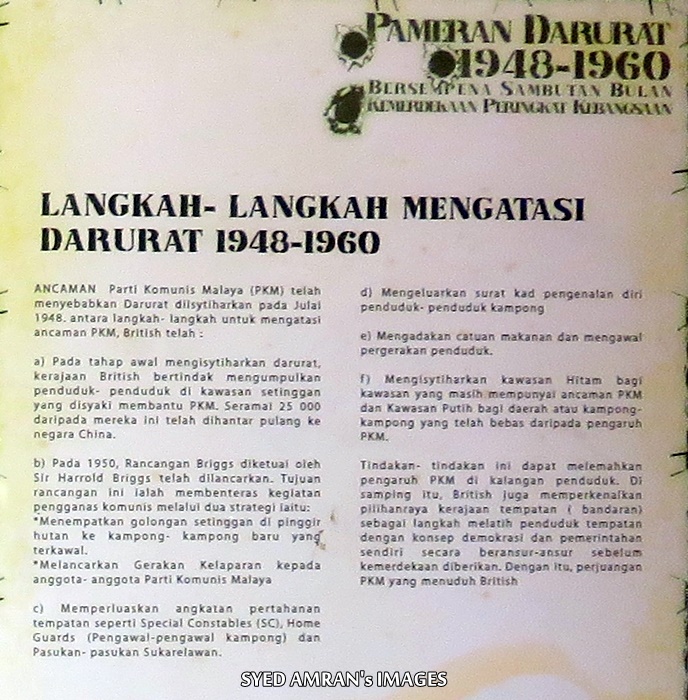 PAMERAN DARURAT
1948-1960
BERSEMPENA SAMBUTAN BULAN
KEMERDEKAAN PERINGKAT KEBANGSAAN
LANGKAH- LANGKAH MENGATASI
DARURAT 1948-1960
ANCAMAN Parti Komunis Malaya (PKM) telah
menyebabkan Darurat diisytiharkan pada Julai
1948. antara langkah- langkah untuk mengatasi
ancaman PKM, British telah :
a) Pada tahap awal mengisytiharkan darurat,
kerajaan British bertindak mengumpulkan
penduduk- penduduk di kawasan setinggan
yang disyaki membantu PKM. Seramai 25 000
daripada mereka ini telah dihantar pulang ke
negara China.
b) Pada 1950, Rancangan Briggs diketuai oleh
Sir Harrold Briggs telah dilancarkan. Tujuan
rancangan ini ialah membenteras kegiatan
pengganas komunis melalui dua strategi iaitu:
*Menempatkan golongan setinggan di pinggir
hutan ke kampong- kampong baru yang
terkawal.
*Melancarkan Gerakan Kelaparan kepada
anggota- anggota Parti Komunis Malaya
c) Memperluaskan angkatan pertahanan
tempatan seperti Special Constables (SC), Home
Guards (Pengawal-pengawal kampong) dan
Pasukan- pasukan Sukarelawan.
d) Mengeluarkan surat kad pengenalan diri
penduduk- penduduk kampong
e) Mengadakan catuan makanan dan mengawal
pergerakan penduduk.
f) Mengisytiharkan kawasan Hitam bagi
kawasan yang masih mempunyai ancaman PKM
dan Kawasan Putih bagi daerah atau kampong-
kampong yang telah bebas daripada pengaruh
PKM.
Tindakan- tindakan ini dapat melemahkan
pengaruh PKM di kalangan penduduk. Di
samping itu, British juga memperkenalkan
pilihanraya kerajaan tempatan ( bandaran)
sebagai langkah melatih penduduk tempatan
dengan konsep demokrasi dan pemerintahan
sendiri secara beransur-ansur sebelum
kemerdekaan diberikan. Dengan itu, perjuangan
PKM yang menuduh British
SYED AMRAN's IMAGES